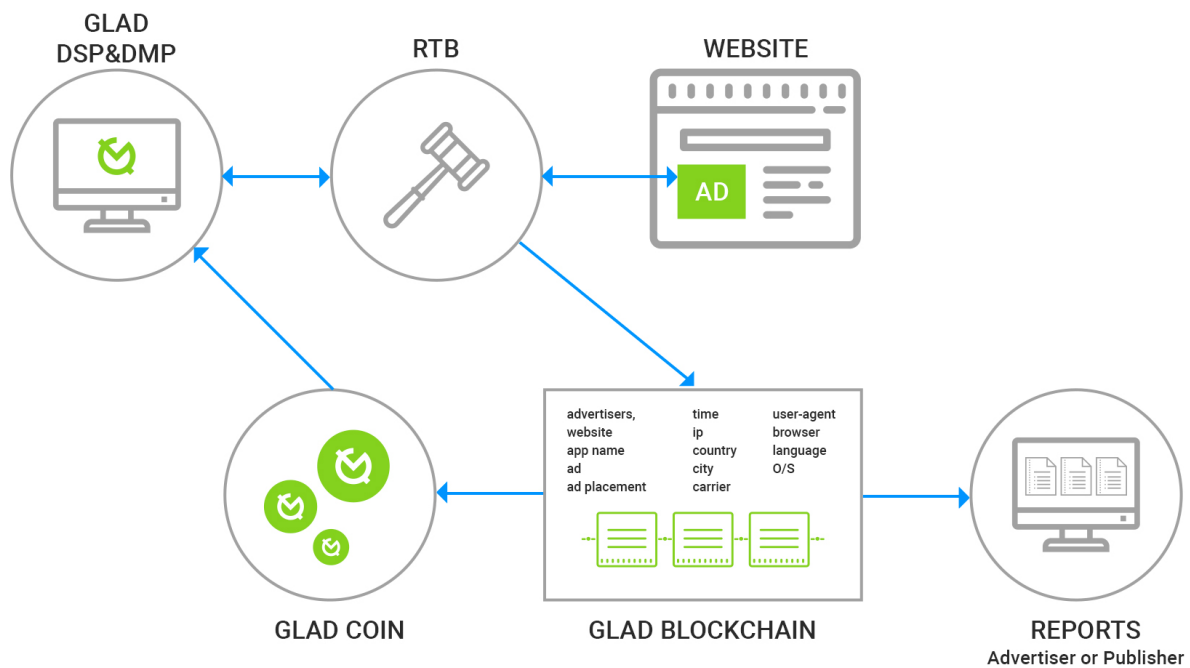 GLAD
DSP&DMP
RTB
WEBSITE
AD
advertisers,
website
app name
ad
ad placement
time
ip
country
city
carrier
user-agent
browser
language
O/S
GLAD COIN
GLAD BLOCKCHAIN
REPORTS
Advertiser or Publisher